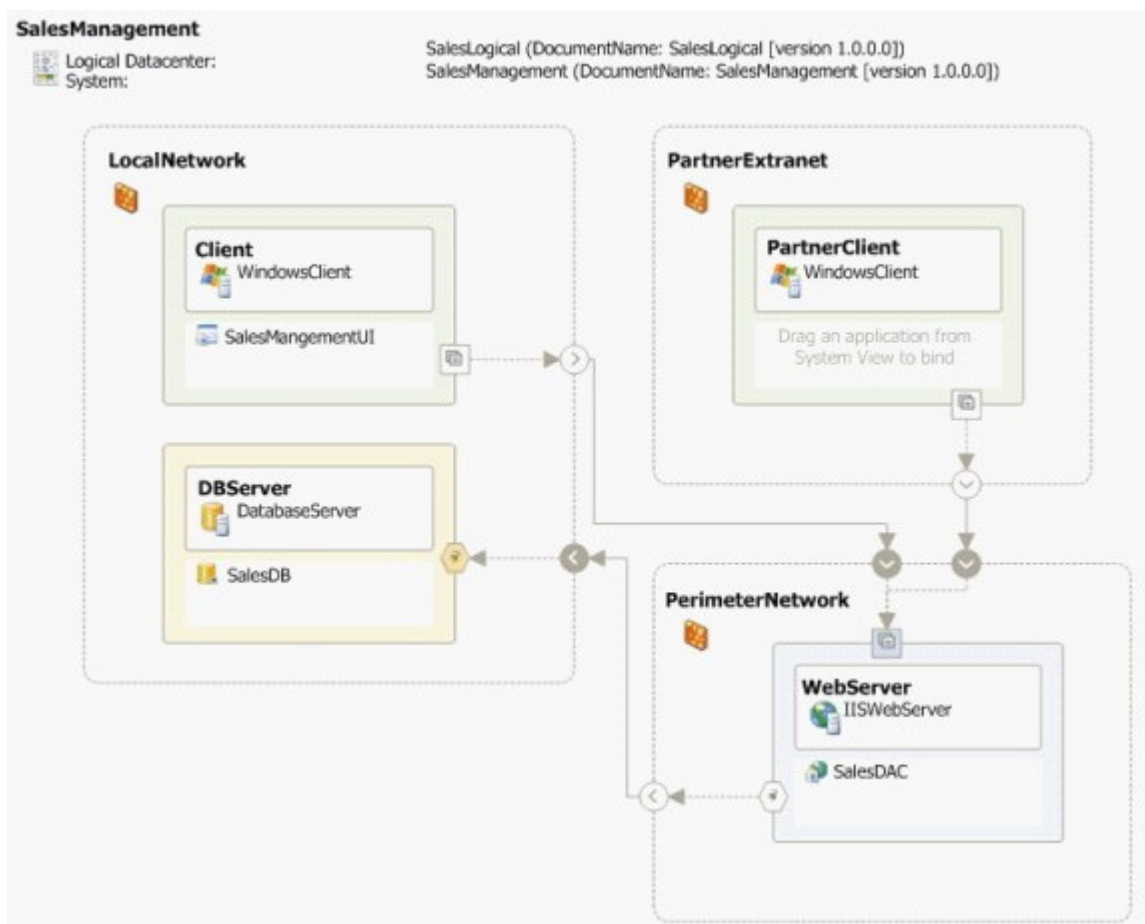 SalesManagement
Logical Datacenter:
System:
SalesLogical (DocumentName: SalesLogical [version 1.0.0.0])
SalesManagement (DocumentName: SalesManagement [version 1.0.0.0])
LocalNetwork
Client
WindowsClient
SalesMangementUI
DBServer
DatabaseServer
SalesDB
PartnerExtranet
PartnerClient
WindowsClient
Drag an application from
System View to bind
PerimeterNetwork
WebServer
IISWebServer
SalesDAC